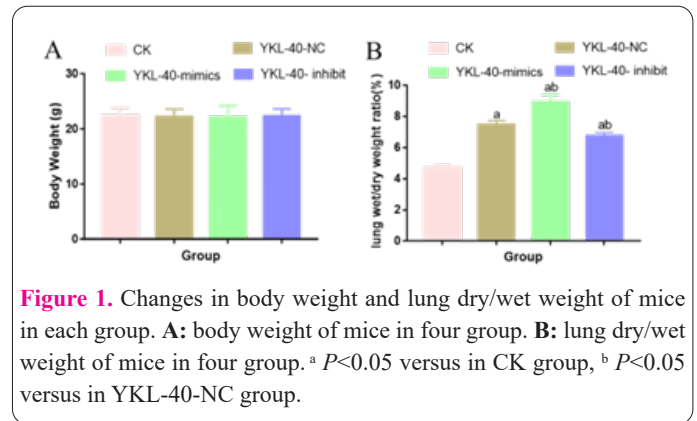 A
B
CK
YKL-40-NC
YKL-40-mimics
YKL-40- inhibit
30
20
10
0
Body Weight (g)
Group
CK
YKL-40-NC
YKL-40-mimics
YKL-40- inhibit
10
8
6
4
2
0
lung wet/dry weight ratio(%)
a
ab
ab
Group
Figure 1. Changes in body weight and lung dry/wet weight of mice
in each group. A: body weight of mice in four group. B: lung dry/wet
weight of mice in four group. ᵃ P<0.05 versus in CK group, ᵇ P<0.05
versus in YKL-40-NC group.